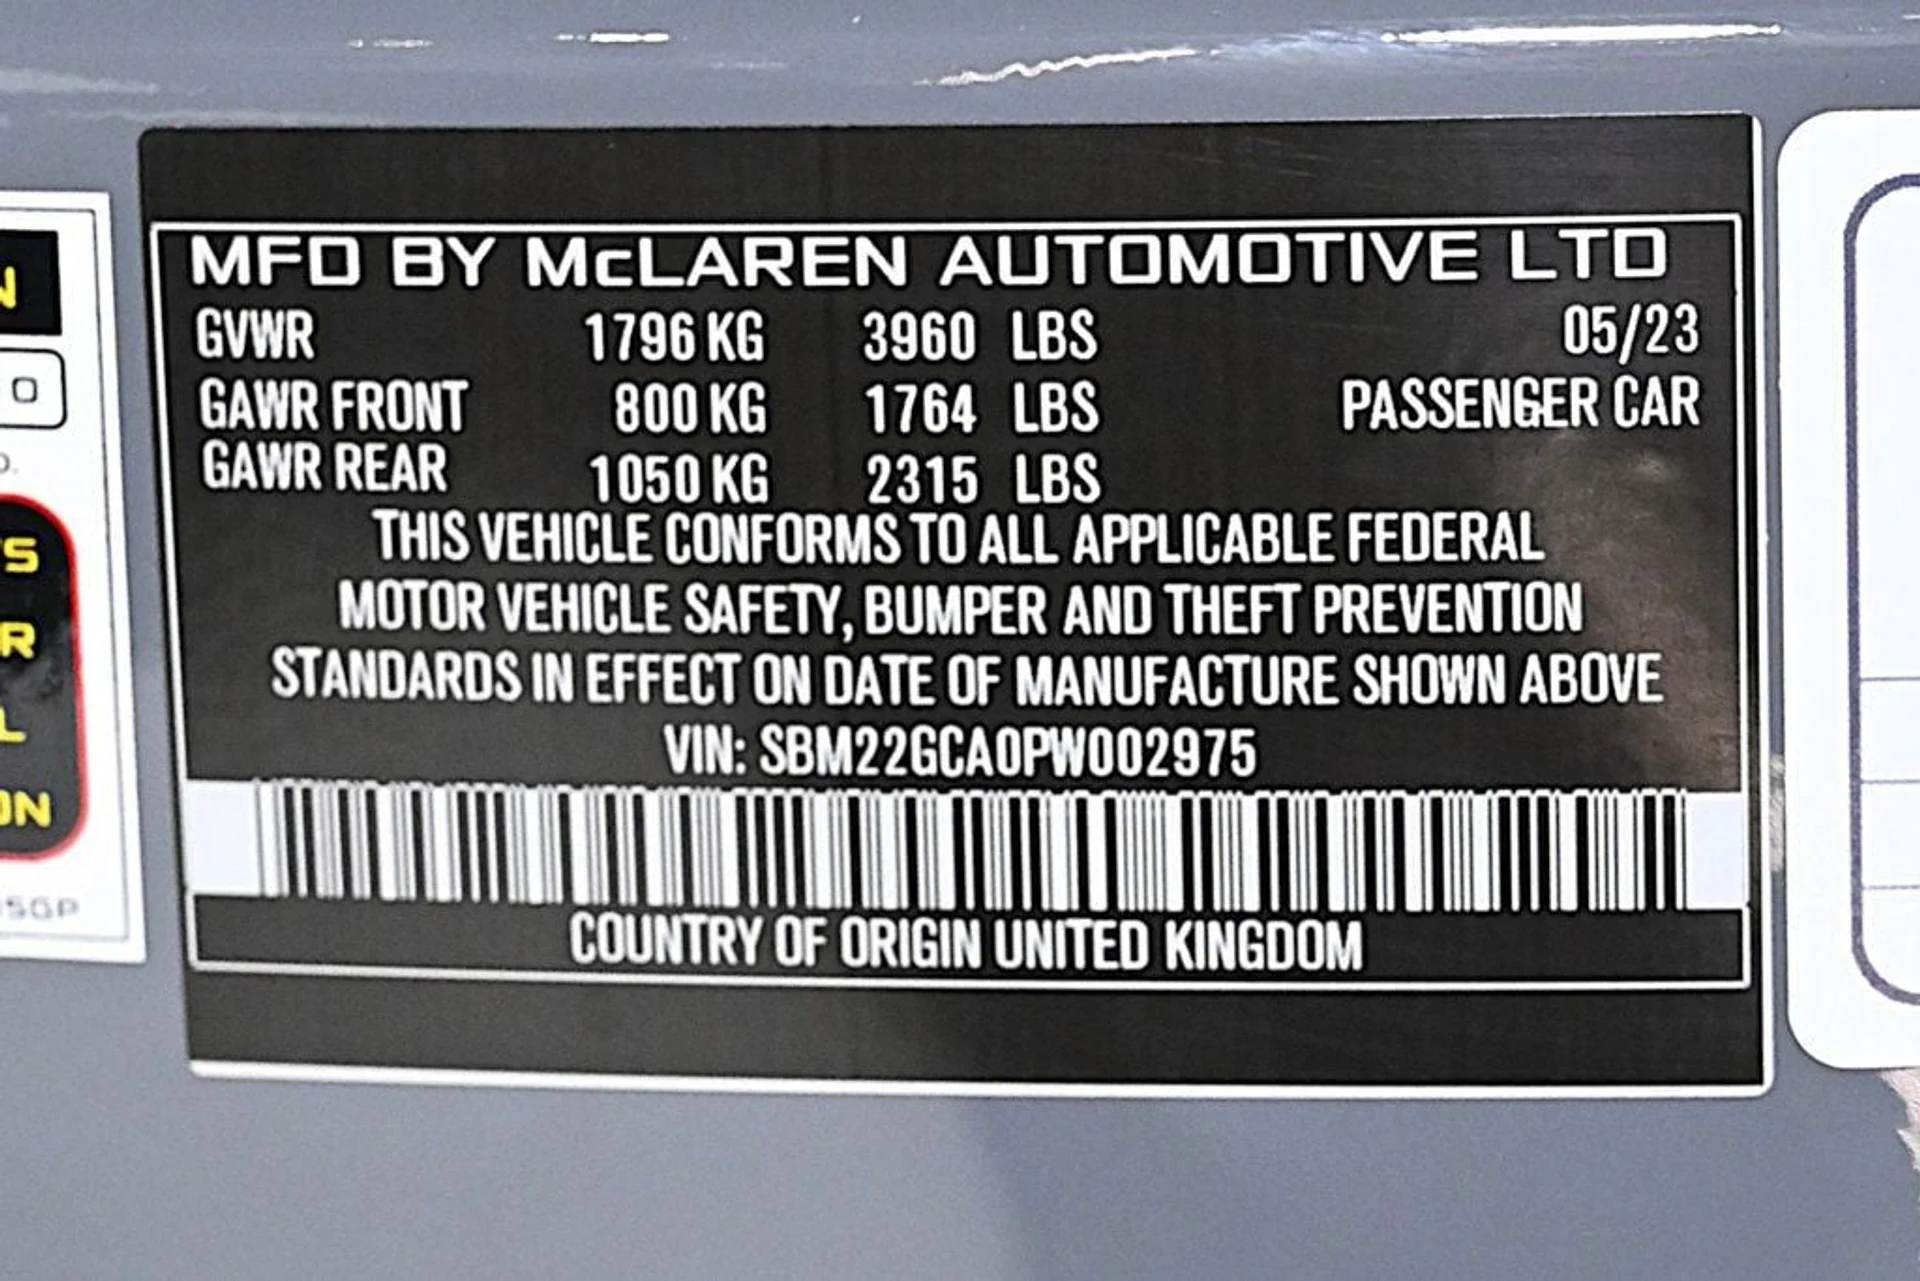 MFD BY McLAREN AUTOMOTIVE LTD
GVWR 1796 KG 3960 LBS 05/23
GAWR FRONT 800 KG 1764 LBS PASSENGER CAR
GAWR REAR 1050 KG 2315 LBS
THIS VEHICLE CONFORMS TO ALL APPLICABLE FEDERAL
MOTOR VEHICLE SAFETY, BUMPER AND THEFT PREVENTION
STANDARDS IN EFFECT ON DATE OF MANUFACTURE SHOWN ABOVE
VIN: SBM22GCA0PW002975
COUNTRY OF ORIGIN UNITED KINGDOM